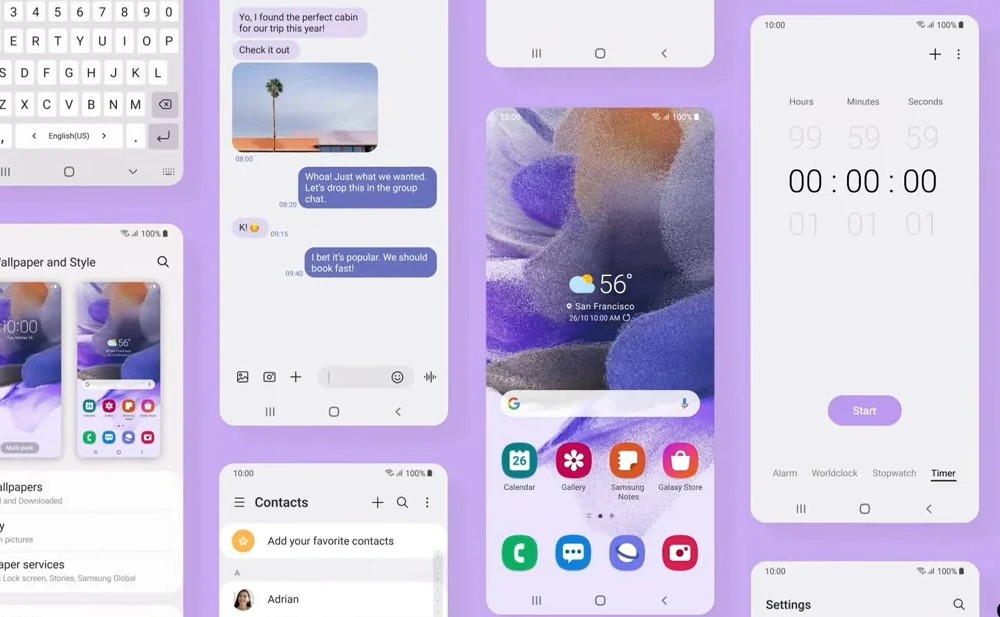 3 4 5 6 7 8 9 0
E R T Y U I O P
S D F G H J K L
Z X C V B N M
, English(US) .
100%
Wallpaper and Style
10:00
56°
Multi-pack
Calendar
allpapers
and Downloaded
y
pictures
aper services
Lock screen, Stories, Samsung Global
Yo, I found the perfect cabin
for our trip this year!
Check it out
08:00
Whoa! Just what we wanted.
Let's drop this in the group
chat.
08:20
K!
09:15
I bet it's popular. We should
book fast!
09:40
10:00 100%
Contacts
Add your favorite contacts
A
Adrian
10:00 100%
56°
San Francisco
26/10 10:00 AM
G
26
Calendar Gallery Samsung
Notes Galaxy Store
10:00 100%
Hours Minutes Seconds
99 59 59
00 : 00 : 00
01 01 01
Start
Alarm Worldclock Stopwatch Timer
10:00 100%
Settings